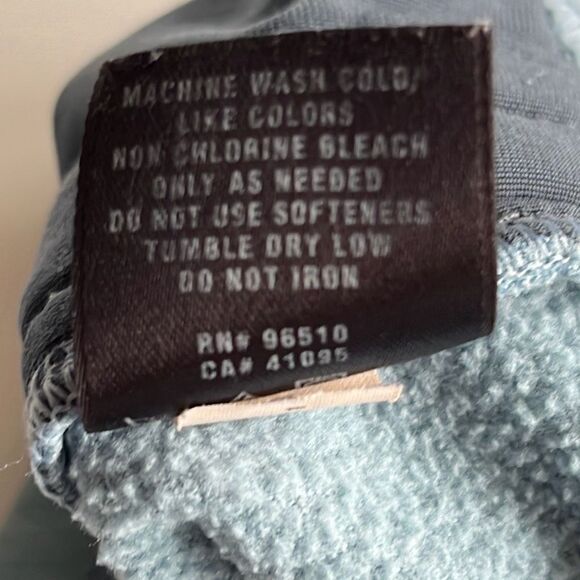 MACHINE WASH COLD/
LIKE COLORS
NON CHLORINE BLEACH
ONLY AS NEEDED
DO NOT USE SOFTENERS
TUMBLE DRY LOW
DO NOT IRON
RN# 96510
CA# 41095